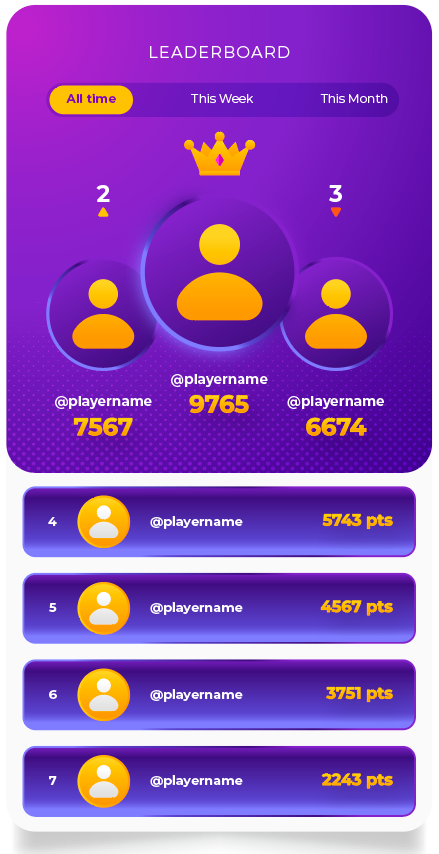 LEADERBOARD
All time This Week This Month
2 3
@playername
9765
@playername @playername
7567 6674
4 @playername 5743 pts
5 @playername 4567 pts
6 @playername 3751 pts
7 @playername 2243 pts